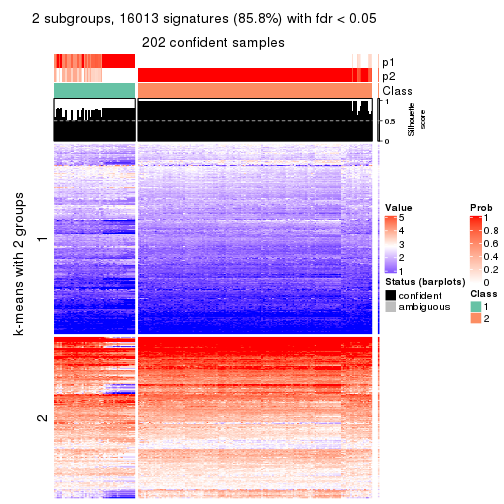 2 subgroups, 16013 signatures (85.8%) with fdr < 0.05
202 confident samples
p1
p2
Class
1
0.5
0
Silhouette
score
k-means with 2 groups
1
2
Value
5
4
3
2
1
Prob
1
0.8
0.6
0.4
0.2
0
Status (barplots)
confident
ambiguous
Class
1
2